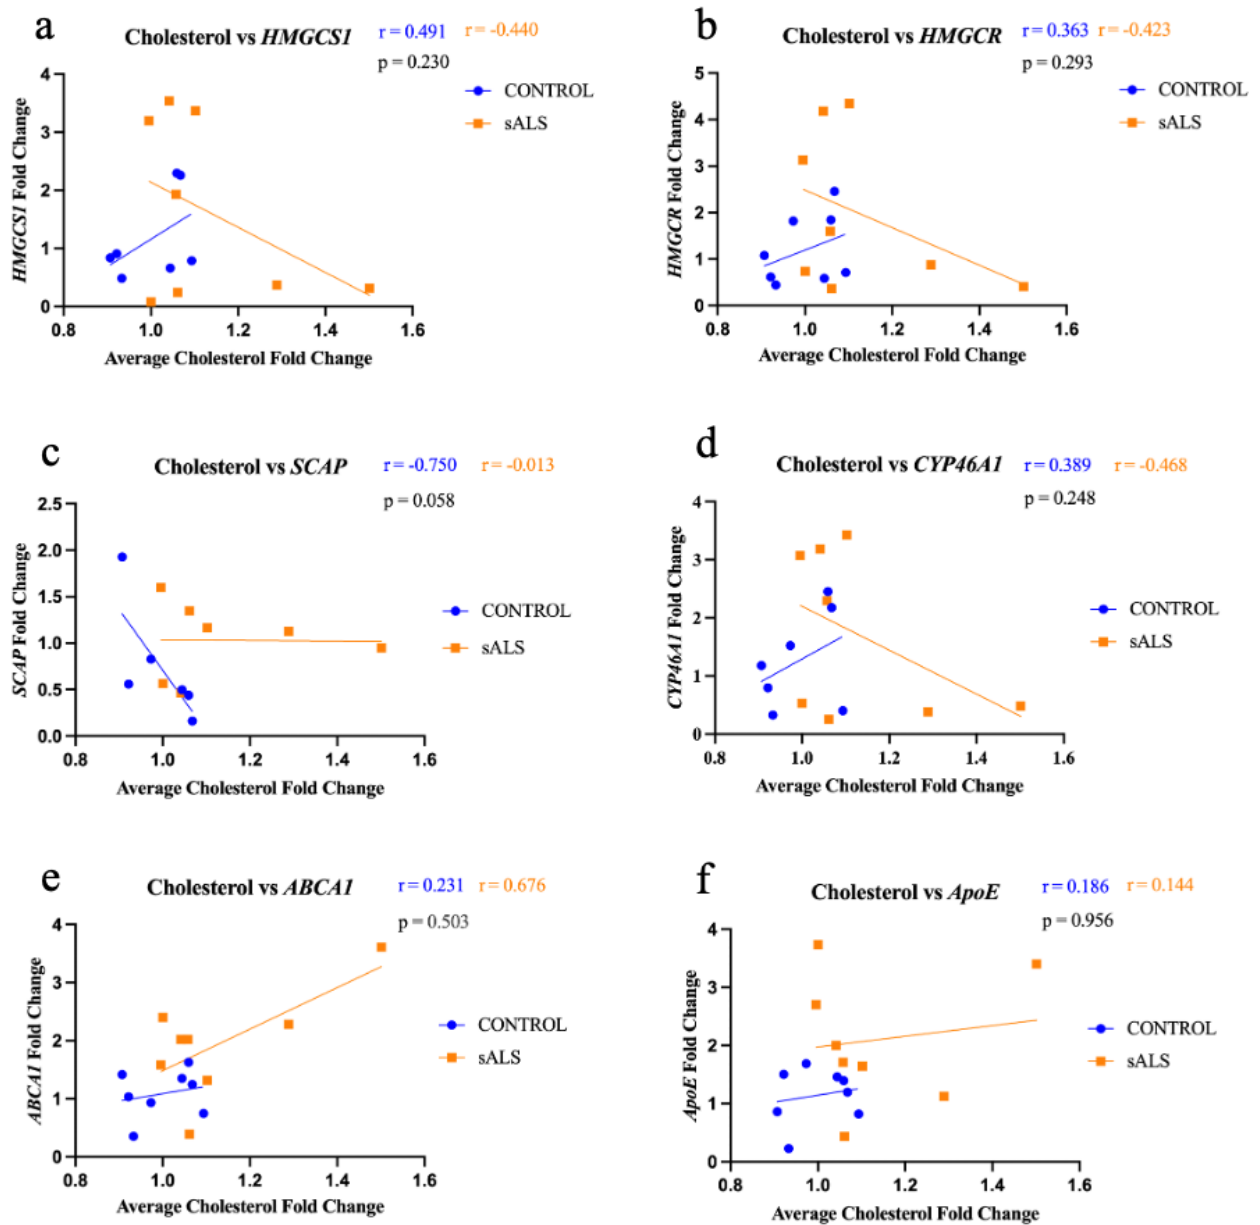 a
Cholesterol vs HMGCS1
r = 0.491 r = -0.440
p = 0.230
CONTROL
sALS
HMGCS1 Fold Change
4
3
2
1
0
0.8 1.0 1.2 1.4 1.6
Average Cholesterol Fold Change
b
Cholesterol vs HMGCR
r = 0.363 r = -0.423
p = 0.293
CONTROL
sALS
HMGCR Fold Change
5
4
3
2
1
0
0.8 1.0 1.2 1.4 1.6
Average Cholesterol Fold Change
c
Cholesterol vs SCAP
r = -0.750 r = -0.013
p = 0.058
CONTROL
sALS
SCAP Fold Change
2.5
2.0
1.5
1.0
0.5
0.0
0.8 1.0 1.2 1.4 1.6
Average Cholesterol Fold Change
d
Cholesterol vs CYP46A1
r = 0.389 r = -0.468
p = 0.248
CONTROL
sALS
CYP46A1 Fold Change
4
3
2
1
0
0.8 1.0 1.2 1.4 1.6
Average Cholesterol Fold Change
e
Cholesterol vs ABCA1
r = 0.231 r = 0.676
p = 0.503
CONTROL
sALS
ABCA1 Fold Change
4
3
2
1
0
0.8 1.0 1.2 1.4 1.6
Average Cholesterol Fold Change
f
Cholesterol vs ApoE
r = 0.186 r = 0.144
p = 0.956
CONTROL
sALS
ApoE Fold Change
4
3
2
1
0
0.8 1.0 1.2 1.4 1.6
Average Cholesterol Fold Change